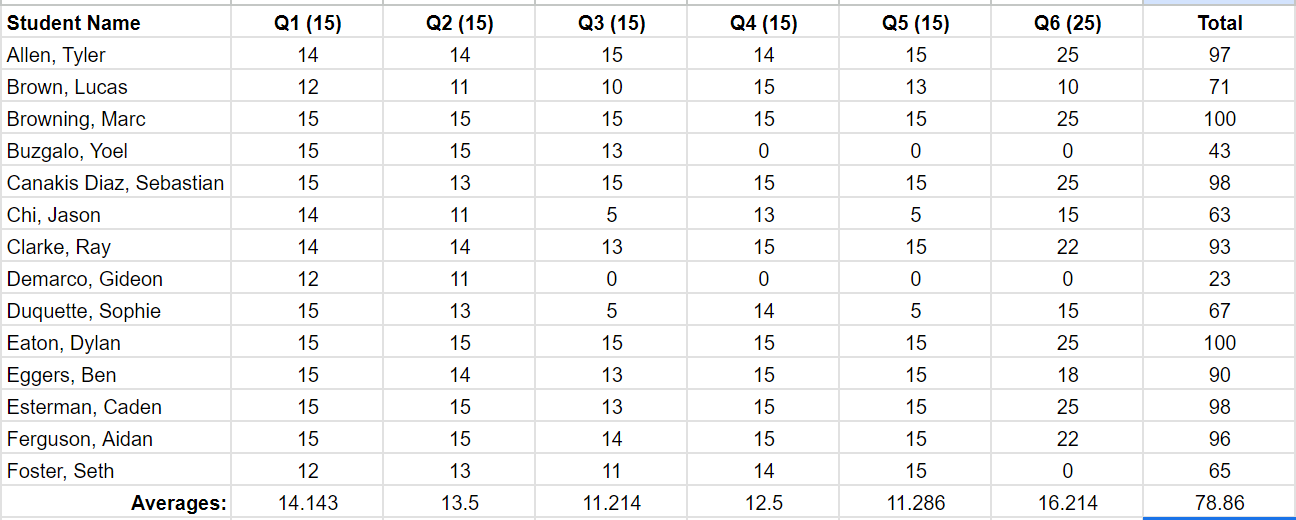 Student Name Q1 (15) Q2 (15) Q3 (15) Q4 (15) Q5 (15) Q6 (25) Total
Allen, Tyler 14 14 15 14 15 25 97
Brown, Lucas 12 11 10 15 13 10 71
Browning, Marc 15 15 15 15 15 25 100
Buzgalo, Yoel 15 15 13 0 0 0 43
Canakis Diaz, Sebastian 15 13 15 15 15 25 98
Chi, Jason 14 11 5 13 5 15 63
Clarke, Ray 14 14 13 15 15 22 93
Demarco, Gideon 12 11 0 0 0 0 23
Duquette, Sophie 15 13 5 14 5 15 67
Eaton, Dylan 15 15 15 15 15 25 100
Eggers, Ben 15 14 13 15 15 18 90
Esterman, Caden 15 15 13 15 15 25 98
Ferguson, Aidan 15 15 14 15 15 22 96
Foster, Seth 12 13 11 14 15 0 65
Averages: 14.143 13.5 11.214 12.5 11.286 16.214 78.86